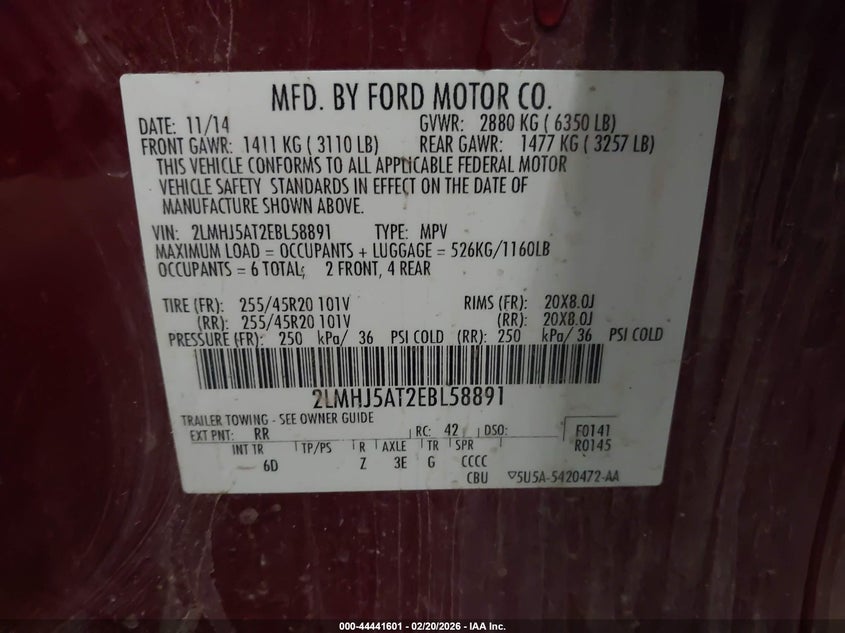 MFD. BY FORD MOTOR CO.
DATE: 11/14 GVWR: 2880 KG ( 6350 LB)
FRONT GAWR: 1411 KG ( 3110 LB) REAR GAWR: 1477 KG ( 3257 LB)
THIS VEHICLE CONFORMS TO ALL APPLICABLE FEDERAL MOTOR
VEHICLE SAFETY STANDARDS IN EFFECT ON THE DATE OF
MANUFACTURE SHOWN ABOVE.
VIN: 2LMHJ5AT2EBL58891 TYPE: MPV
MAXIMUM LOAD = OCCUPANTS + LUGGAGE = 526KG/1160LB
OCCUPANTS = 6 TOTAL; 2 FRONT, 4 REAR
TIRE (FR): 255/45R20 101V RIMS (FR): 20X8.0J
(RR): 255/45R20 101V (RR): 20X8.0J
PRESSURE (FR): 250 kPa/ 36 PSI COLD (RR): 250 kPa/ 36 PSI COLD
2LMHJ5AT2EBL58891
TRAILER TOWING - SEE OWNER GUIDE
EXT PNT: RR RC: 42 DSO: F0141
INT TR TP/PS R AXLE TR SPR R0145
6D Z 3E G CCCC
CBU ▽5U5A-5420472-AA
000-44441601 – 02/20/2026 – IAA Inc.